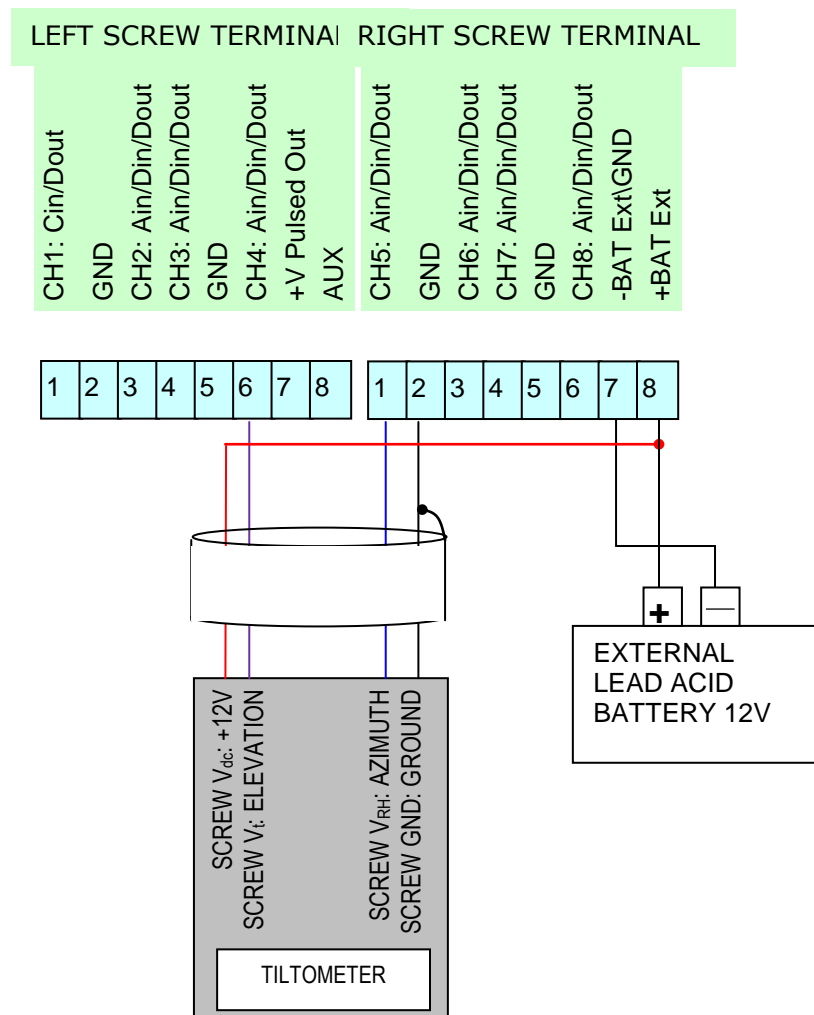 LEFT SCREW TERMINAL
RIGHT SCREW TERMINAL
CH1: Cin/Dout
GND
CH2: Ain/Din/Dout
CH3: Ain/Din/Dout
GND
CH4: Ain/Din/Dout
+V Pulsed Out
AUX
CH5: Ain/Din/Dout
GND
CH6: Ain/Din/Dout
CH7: Ain/Din/Dout
GND
CH8: Ain/Din/Dout
-BAT Ext\GND
+BAT Ext
1 2 3 4 5 6 7 8
1 2 3 4 5 6 7 8
+ —
EXTERNAL
LEAD ACID
BATTERY 12V
SCREW Vdc: +12V
SCREW Vt: ELEVATION
SCREW VRH: AZIMUTH
SCREW GND: GROUND
TILTOMETER